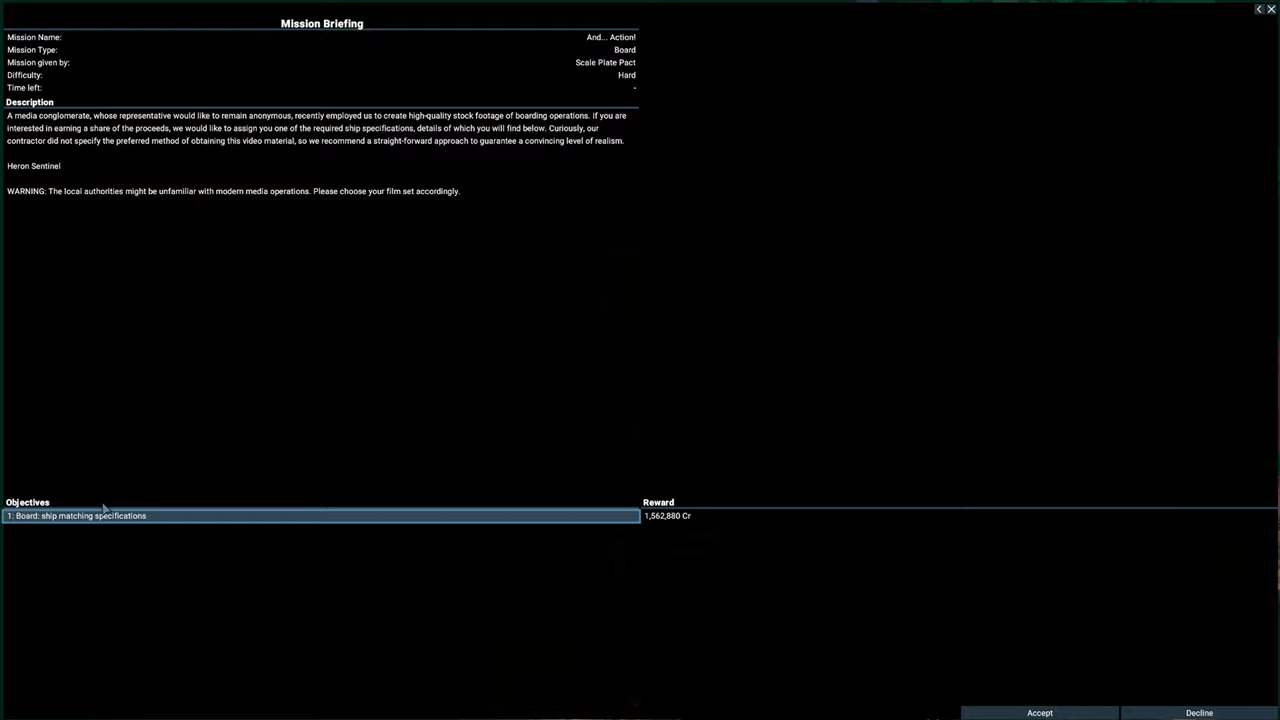 Mission Briefing
Mission Name: And... Action!
Mission Type: Board
Mission given by: Scale Plate Pact
Difficulty: Hard
Time left: -
Description
A media conglomerate, whose representative would like to remain anonymous, recently employed us to create high-quality stock footage of boarding operations. If you are
interested in earning a share of the proceeds, we would like to assign you one of the required ship specifications, details of which you will find below. Curiously, our
contractor did not specify the preferred method of obtaining this video material, so we recommend a straight-forward approach to guarantee a convincing level of realism.
Heron Sentinel
WARNING: The local authorities might be unfamiliar with modern media operations. Please choose your film set accordingly.
Objectives
1: Board: ship matching specifications
Reward
1,562,880 Cr
Accept
Decline